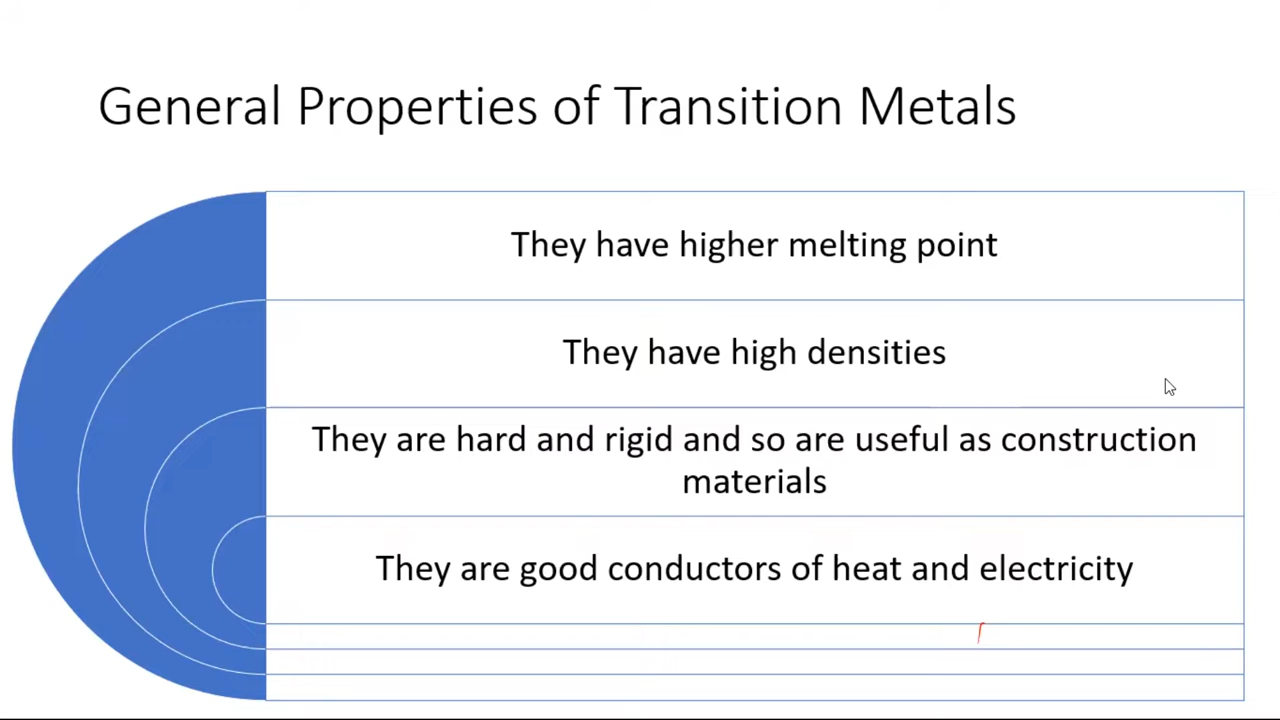 General Properties of Transition Metals
They have higher melting point
They have high densities
They are hard and rigid and so are useful as construction
materials
They are good conductors of heat and electricity